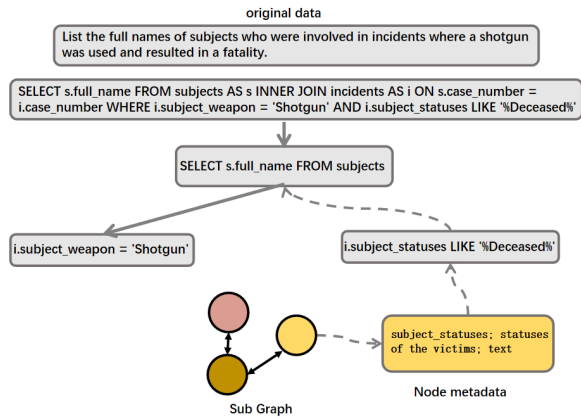 original data
List the full names of subjects who were involved in incidents where a shotgun
was used and resulted in a fatality.
SELECT s.full_name FROM subjects AS s INNER JOIN incidents AS i ON s.case_number =
i.case_number WHERE i.subject_weapon = 'Shotgun' AND i.subject_statuses LIKE '%Deceased%'
SELECT s.full_name FROM subjects
i.subject_weapon = 'Shotgun'
i.subject_statuses LIKE '%Deceased%'
subject_statuses; statuses
of the victims; text
Sub Graph
Node metadata